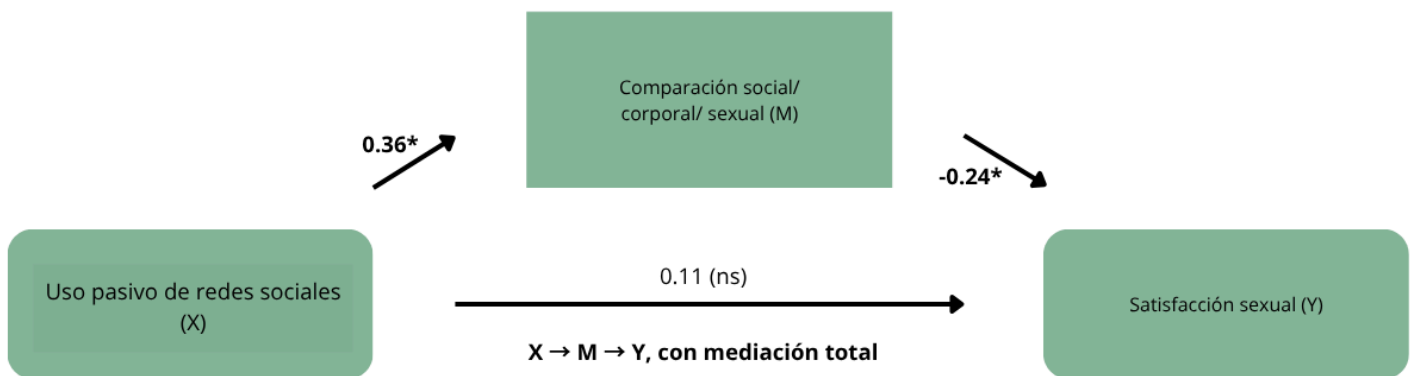 Comparación social/
corporal/ sexual (M)
0.36*
-0.24*
Uso pasivo de redes sociales
(X)
0.11 (ns)
Satisfacción sexual (Y)
X → M → Y, con mediación total